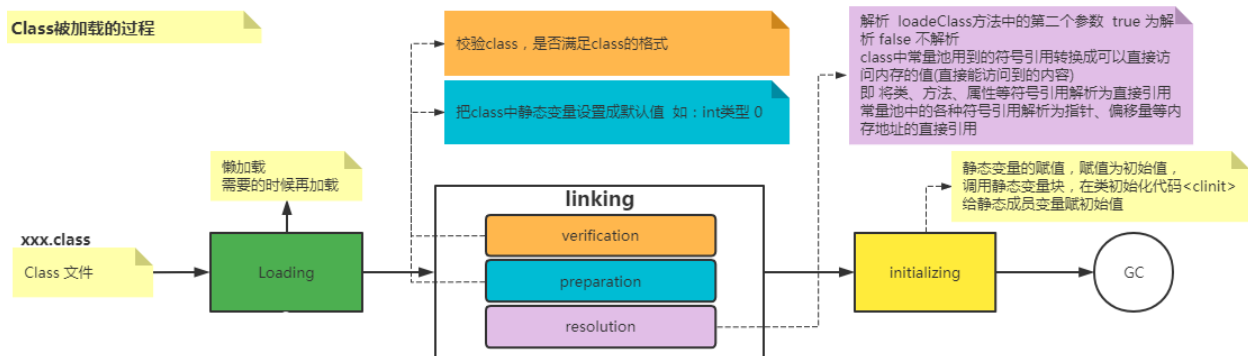 Class被加载的过程
校验class，是否满足class的格式
把class中静态变量设置成默认值 如：int类型 0
解析 loadeClass方法中的第二个参数 true 为解
析 false 不解析
class中常量池用到的符号引用转换成可以直接访
问内存的值(直接能访问到的内容)
即 将类、方法、属性等符号引用解析为直接引用
常量池中的各种符号引用解析为指针、偏移量等内
存地址的直接引用
懒加载
需要的时候再加载
静态变量的赋值，赋值为初始值，
调用静态变量块，在类初始化代码<clinit>
给静态成员变量赋初始值
xxx.class
Class 文件
Loading
linking
verification
preparation
resolution
initializing
GC